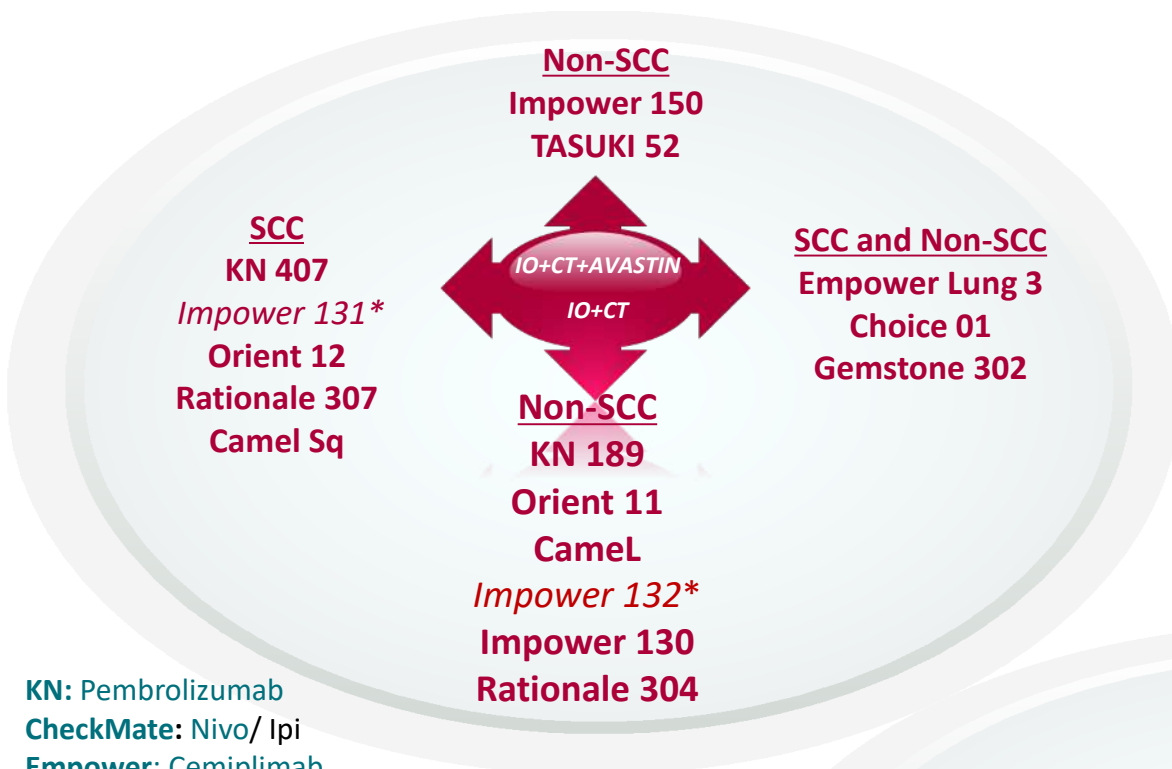 Non-SCC
Impower 150
TASUKI 52
SCC
KN 407
Impower 131*
Orient 12
Rationale 307
Camel Sq
IO+CT+AVASTIN
IO+CT
SCC and Non-SCC
Empower Lung 3
Choice 01
Gemstone 302
Non-SCC
KN 189
Orient 11
CameL
Impower 132*
Impower 130
Rationale 304
KN: Pembrolizumab
CheckMate: Nivo/ Ipi
Empower: Cemiplimab